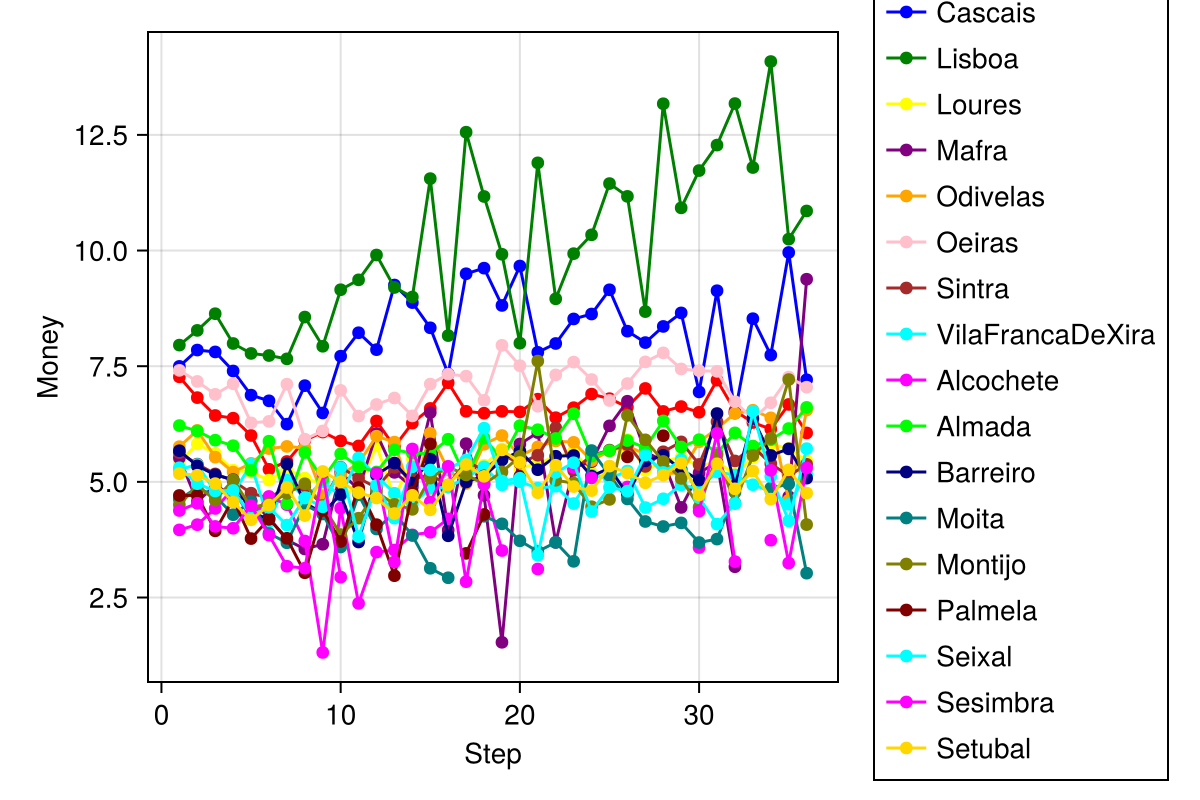 Cascais
Lisboa
Loures
Mafra
Odivelas
Oeiras
Sintra
VilaFrancaDeXira
Alcochete
Almada
Barreiro
Moita
Montijo
Palmela
Seixal
Sesimbra
Setubal
12.5
10.0
7.5
5.0
2.5
Money
0 10 20 30
Step